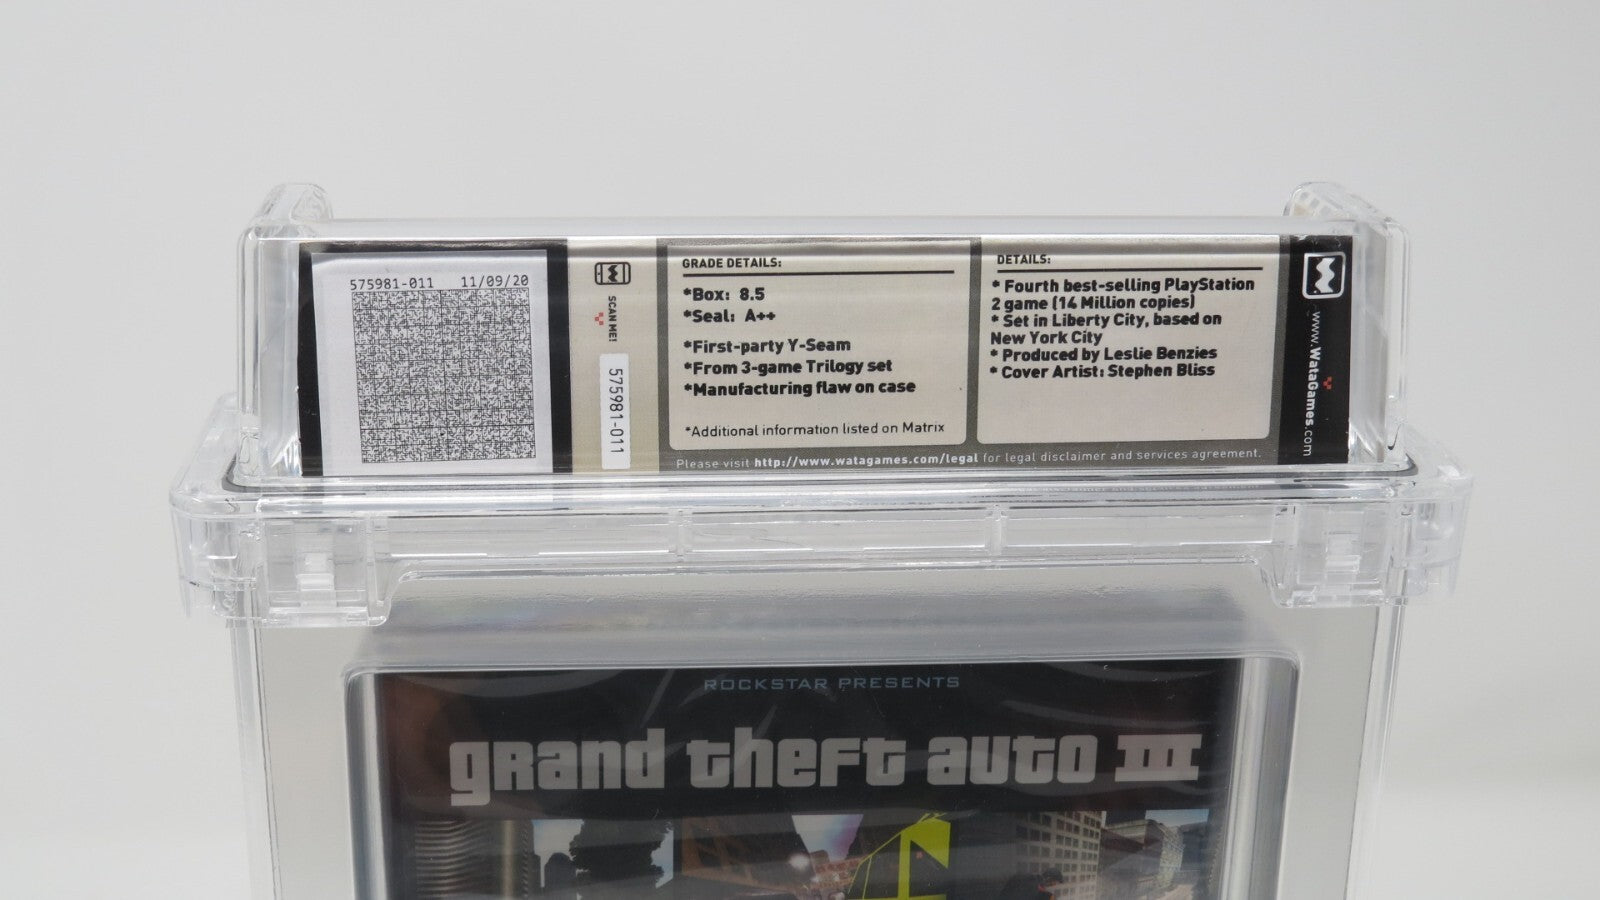 575981-011 11/09/20
SCAN ME!
575981-011
GRADE DETAILS:
*Box: 8.5
*Seal: A++
*First-party Y-Seam
*From 3-game Trilogy set
*Manufacturing flaw on case
*Additional information listed on Matrix
DETAILS:
* Fourth best-selling PlayStation
2 game (14 Million copies)
* Set in Liberty City, based on
New York City
* Produced by Leslie Benzies
* Cover Artist: Stephen Bliss
Please visit http://www.watagames.com/legal for legal disclaimer and services agreement.
www.WataGames.com
ROCKSTAR PRESENTS
grand theft auto III